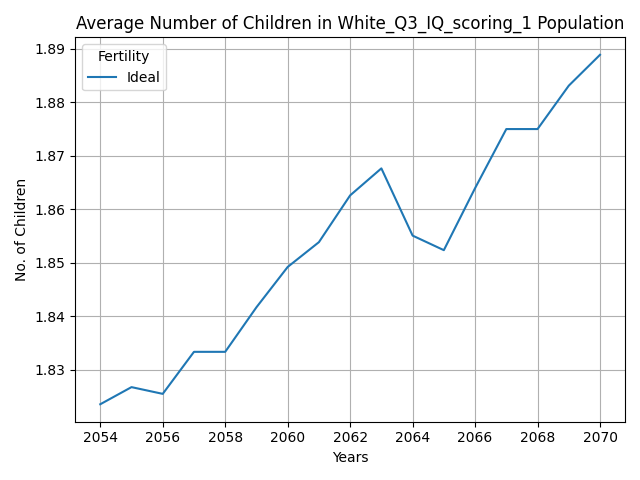 Average Number of Children in White_Q3_IQ_scoring_1 Population
Fertility
Ideal
No. of Children
1.89
1.88
1.87
1.86
1.85
1.84
1.83
2054 2056 2058 2060 2062 2064 2066 2068 2070
Years